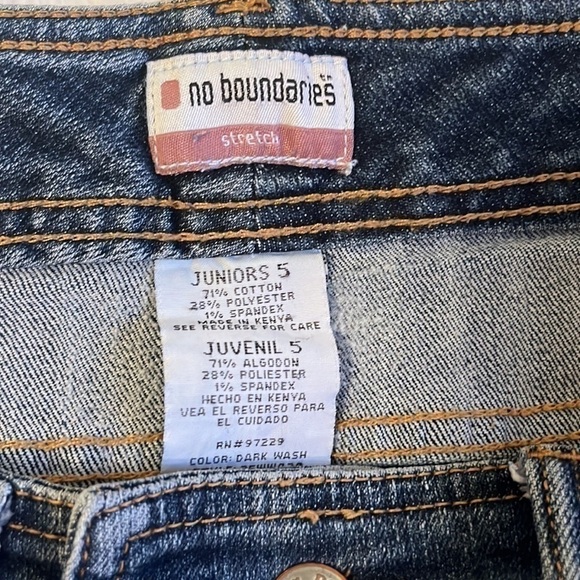 no boundaries™
stretch
JUNIORS 5
71% COTTON
28% POLYESTER
1% SPANDEX
MADE IN KENYA
SEE REVERSE FOR CARE
JUVENIL 5
71% ALGODON
28% POLIESTER
1% SPANDEX
HECHO EN KENYA
VEA EL REVERSO PARA
EL CUIDADO
RN#97229
COLOR: DARK WASH